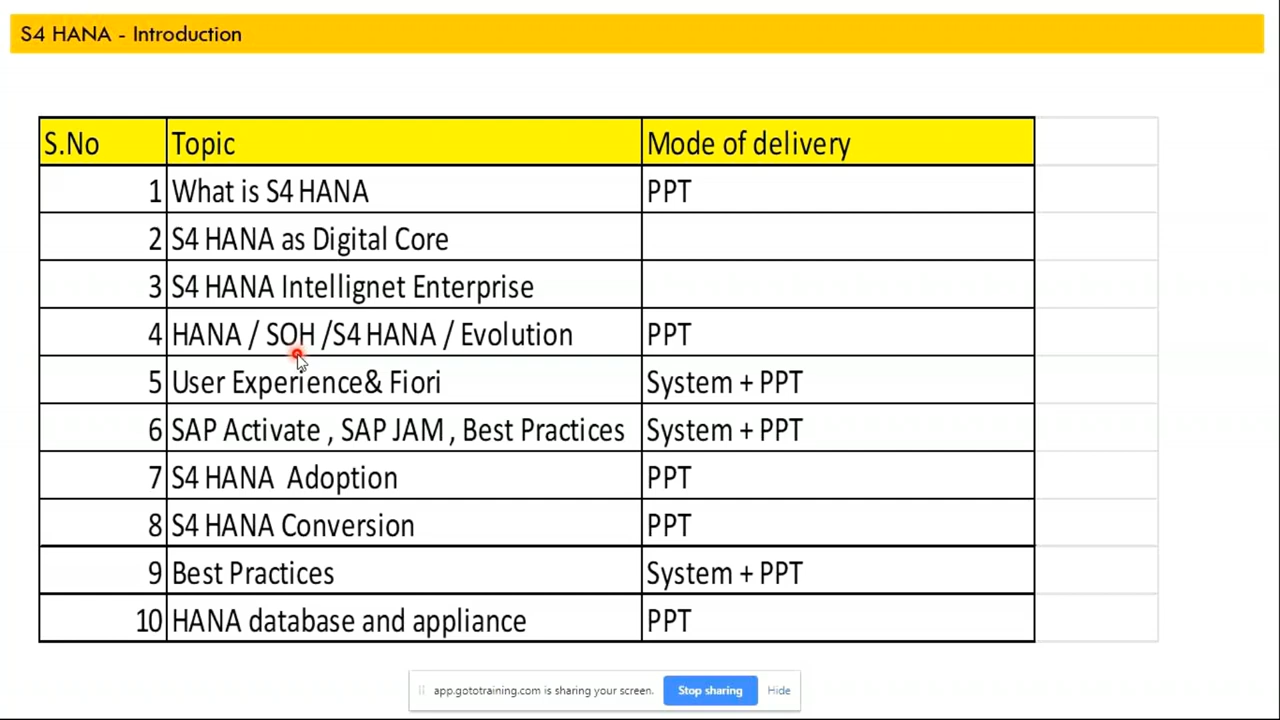 S4 HANA - Introduction
S.No Topic Mode of delivery
1 What is S4 HANA PPT
2 S4 HANA as Digital Core
3 S4 HANA Intellignet Enterprise
4 HANA / SOH /S4 HANA / Evolution PPT
5 User Experience& Fiori System + PPT
6 SAP Activate , SAP JAM , Best Practices System + PPT
7 S4 HANA  Adoption PPT
8 S4 HANA Conversion PPT
9 Best Practices System + PPT
10 HANA database and appliance PPT
app.gototraining.com is sharing your screen. Stop sharing Hide